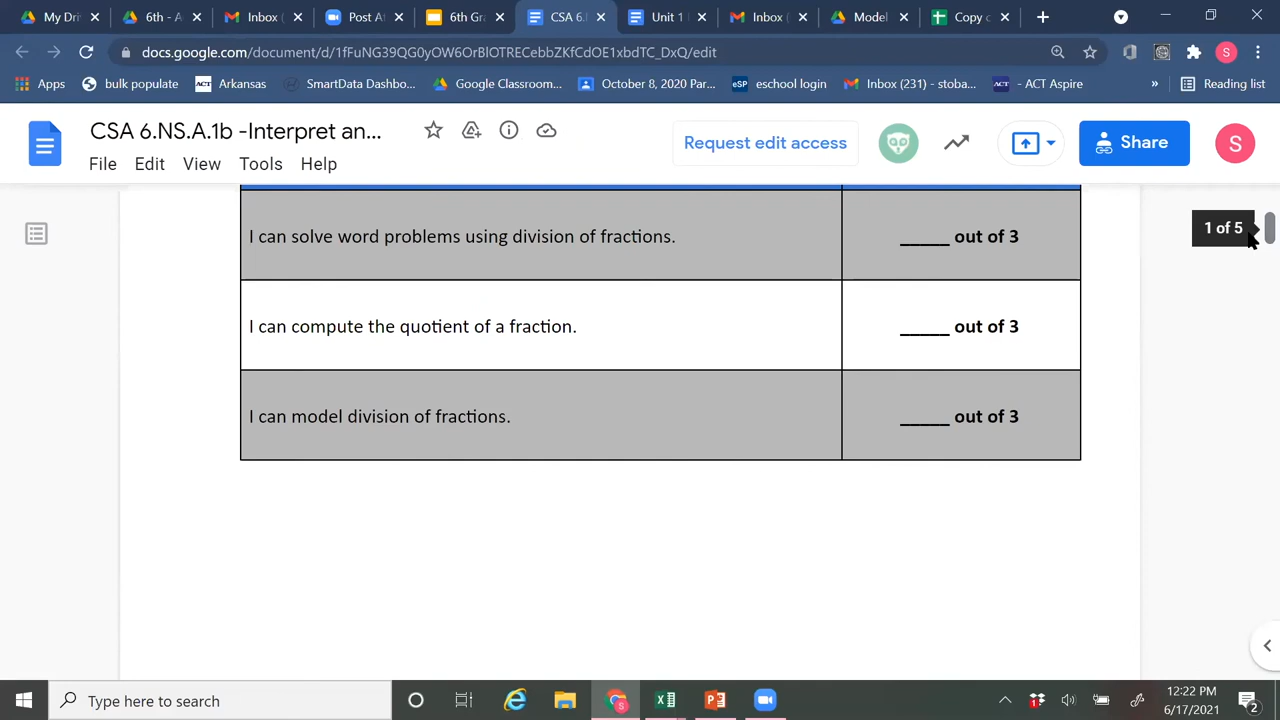 My Dri
6th - A
Inbox (
Post At
6th Gra
CSA 6.
Unit 1
Inbox (
Model
Copy c
docs.google.com/document/d/1fFuNG39QG0yOW6OrBlOTRECebbZKfCdOE1xbdTC_DxQ/edit
Apps
bulk populate
ACT
Arkansas
SmartData Dashbo...
Google Classroom...
October 8, 2020 Par...
eSP
eschool login
Inbox (231) - stoba...
ACT
- ACT Aspire
»
Reading list
CSA 6.NS.A.1b -Interpret an...
Request edit access
Share
S
File Edit View Tools Help
1 of 5
I can solve word problems using division of fractions.
_____ out of 3
I can compute the quotient of a fraction.
_____ out of 3
I can model division of fractions.
_____ out of 3
Type here to search
12:22 PM
6/17/2021
2